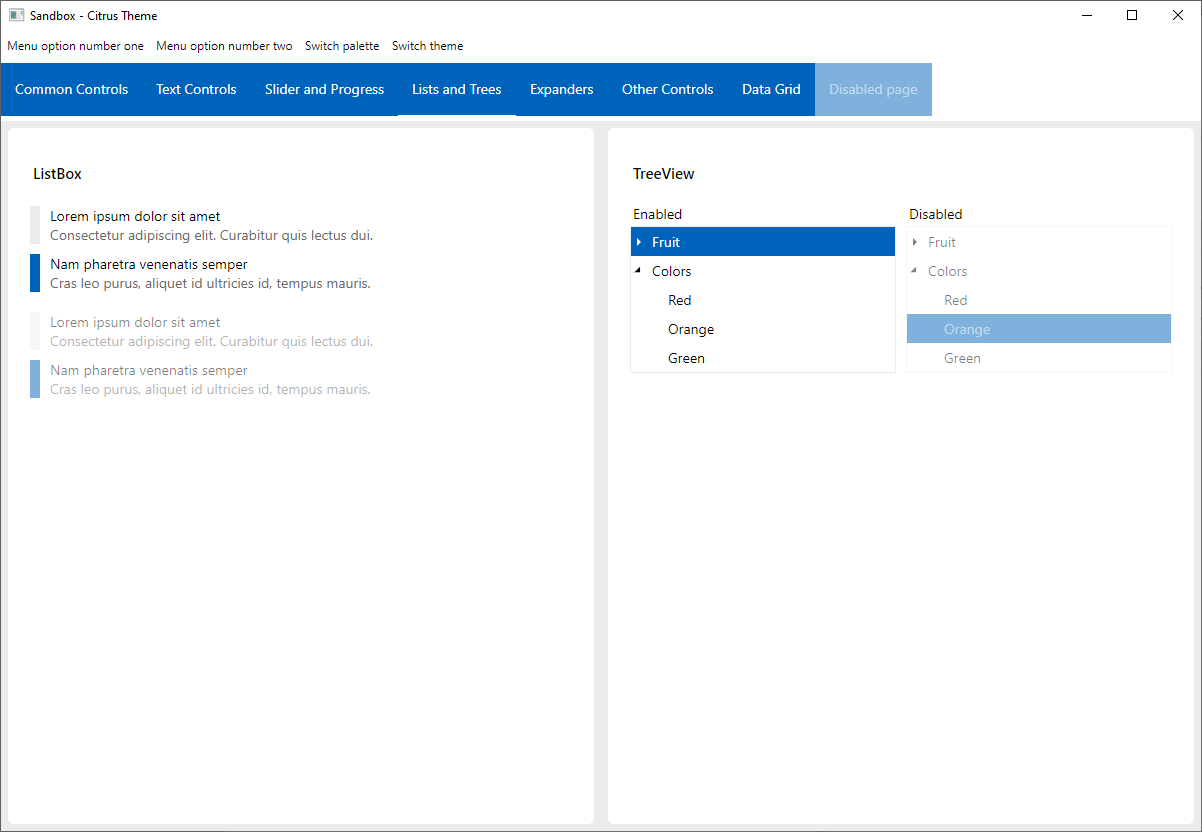 Sandbox - Citrus Theme
Menu option number one Menu option number two Switch palette Switch theme
Common Controls Text Controls Slider and Progress Lists and Trees Expanders Other Controls Data Grid Disabled page
ListBox
Lorem ipsum dolor sit amet
Consectetur adipiscing elit. Curabitur quis lectus dui.
Nam pharetra venenatis semper
Cras leo purus, aliquet id ultricies id, tempus mauris.
Lorem ipsum dolor sit amet
Consectetur adipiscing elit. Curabitur quis lectus dui.
Nam pharetra venenatis semper
Cras leo purus, aliquet id ultricies id, tempus mauris.
TreeView
Enabled
Fruit
Colors
Red
Orange
Green
Disabled
Fruit
Colors
Red
Orange
Green